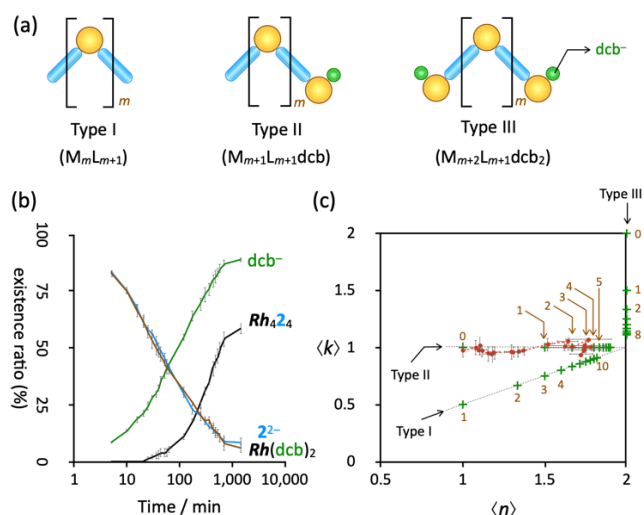 (a)
m
m
m
dcb⁻
Type I
Type II
Type III
(MₘLₘ₊₁)
(Mₘ₊₁Lₘ₊₁dcb)
(Mₘ₊₂Lₘ₊₁dcb₂)
(b)
existence ratio (%)
100
75
50
25
0
dcb⁻
Rh₄2₄
2²⁻
Rh(dcb)₂
1
10
100
1,000
10,000
Time / min
(c)
Type III
2
1.5
1
0.5
0
⟨k⟩
0
1
2
3
4
5
0
1
2
8
10
Type II
Type I
1
2
3
4
0.5
1
1.5
2
⟨n⟩